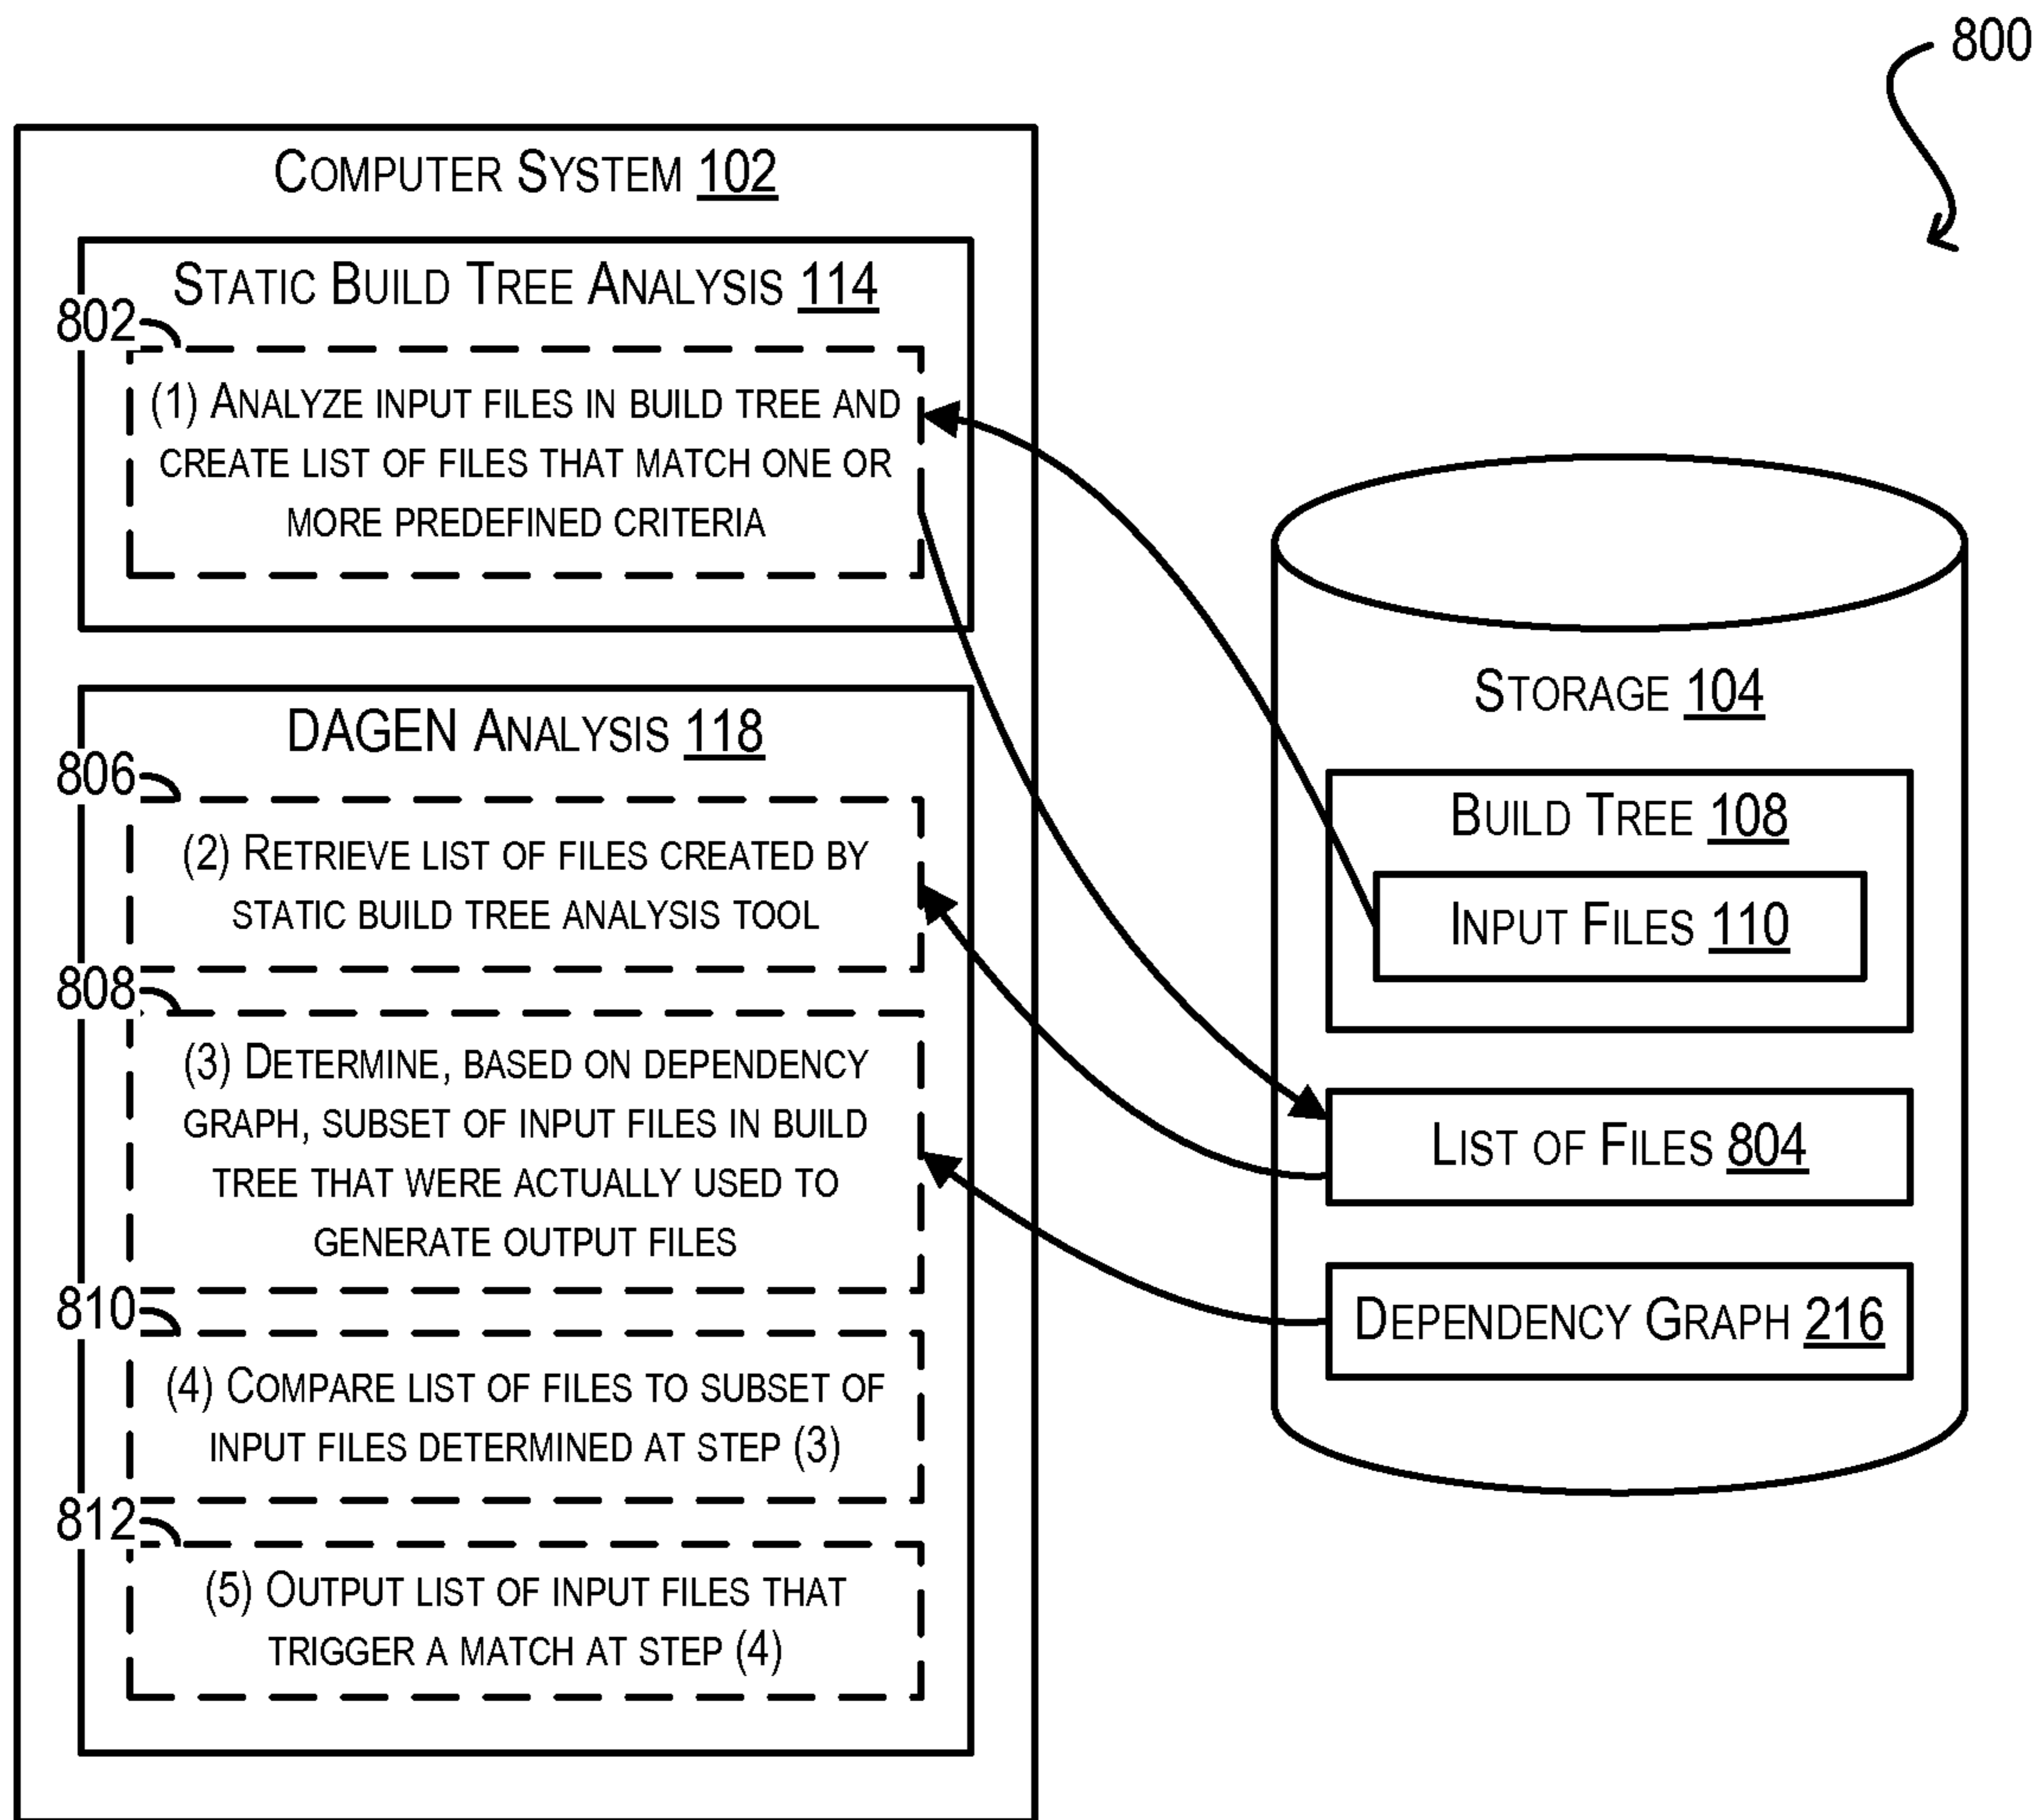 800
COMPUTER SYSTEM 102
STATIC BUILD TREE ANALYSIS 114
802
(1) ANALYZE INPUT FILES IN BUILD TREE AND
CREATE LIST OF FILES THAT MATCH ONE OR
MORE PREDEFINED CRITERIA
DAGEN ANALYSIS 118
806
(2) RETRIEVE LIST OF FILES CREATED BY
STATIC BUILD TREE ANALYSIS TOOL
808
(3) DETERMINE, BASED ON DEPENDENCY
GRAPH, SUBSET OF INPUT FILES IN BUILD
TREE THAT WERE ACTUALLY USED TO
GENERATE OUTPUT FILES
810
(4) COMPARE LIST OF FILES TO SUBSET OF
INPUT FILES DETERMINED AT STEP (3)
812
(5) OUTPUT LIST OF INPUT FILES THAT
TRIGGER A MATCH AT STEP (4)
STORAGE 104
BUILD TREE 108
INPUT FILES 110
LIST OF FILES 804
DEPENDENCY GRAPH 216